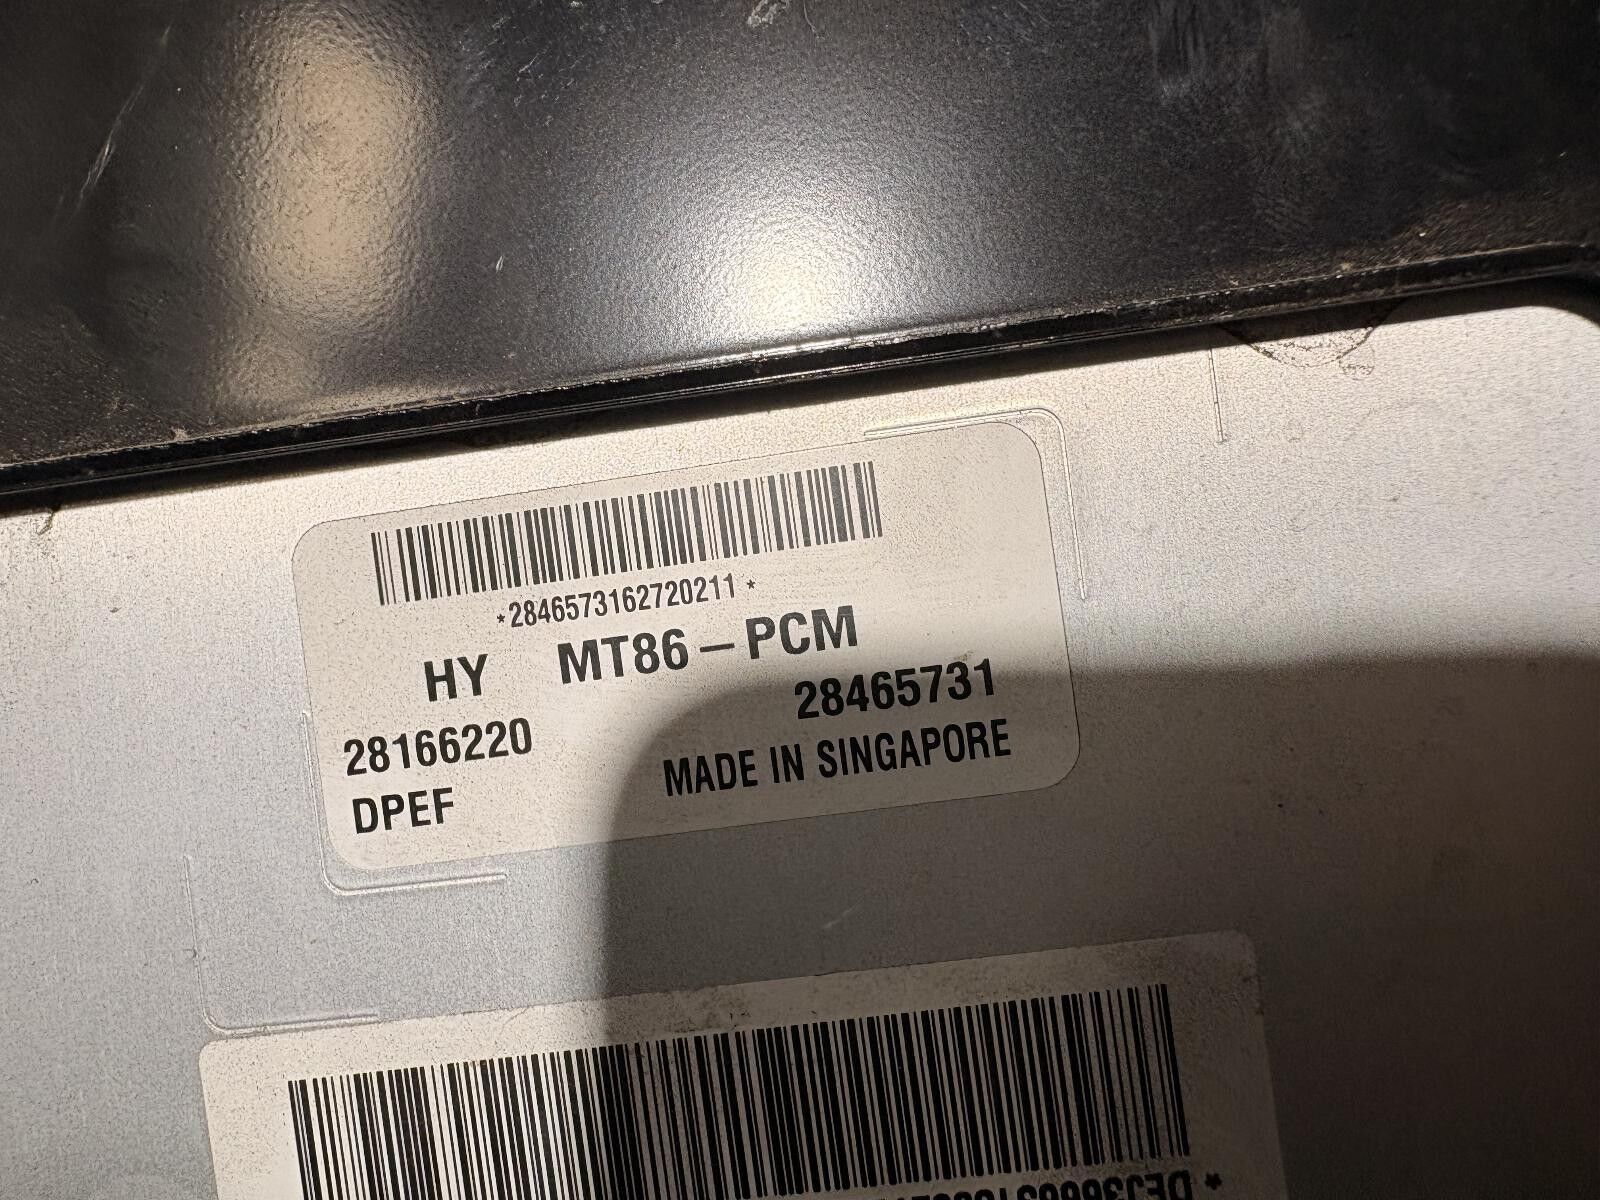 *2846573162720211*
HY MT86-PCM
28166220 28465731
DPEF MADE IN SINGAPORE